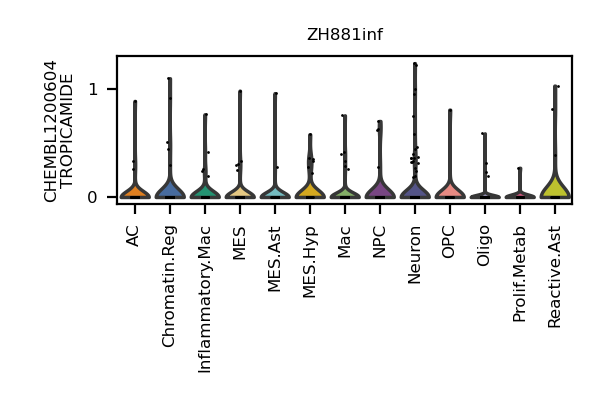 ZH881inf
CHEMBL1200604
TROPICAMIDE
1
0
AC
Chromatin.Reg
Inflammatory.Mac
MES
MES.Ast
MES.Hyp
Mac
NPC
Neuron
OPC
Oligo
Prolif.Metab
Reactive.Ast